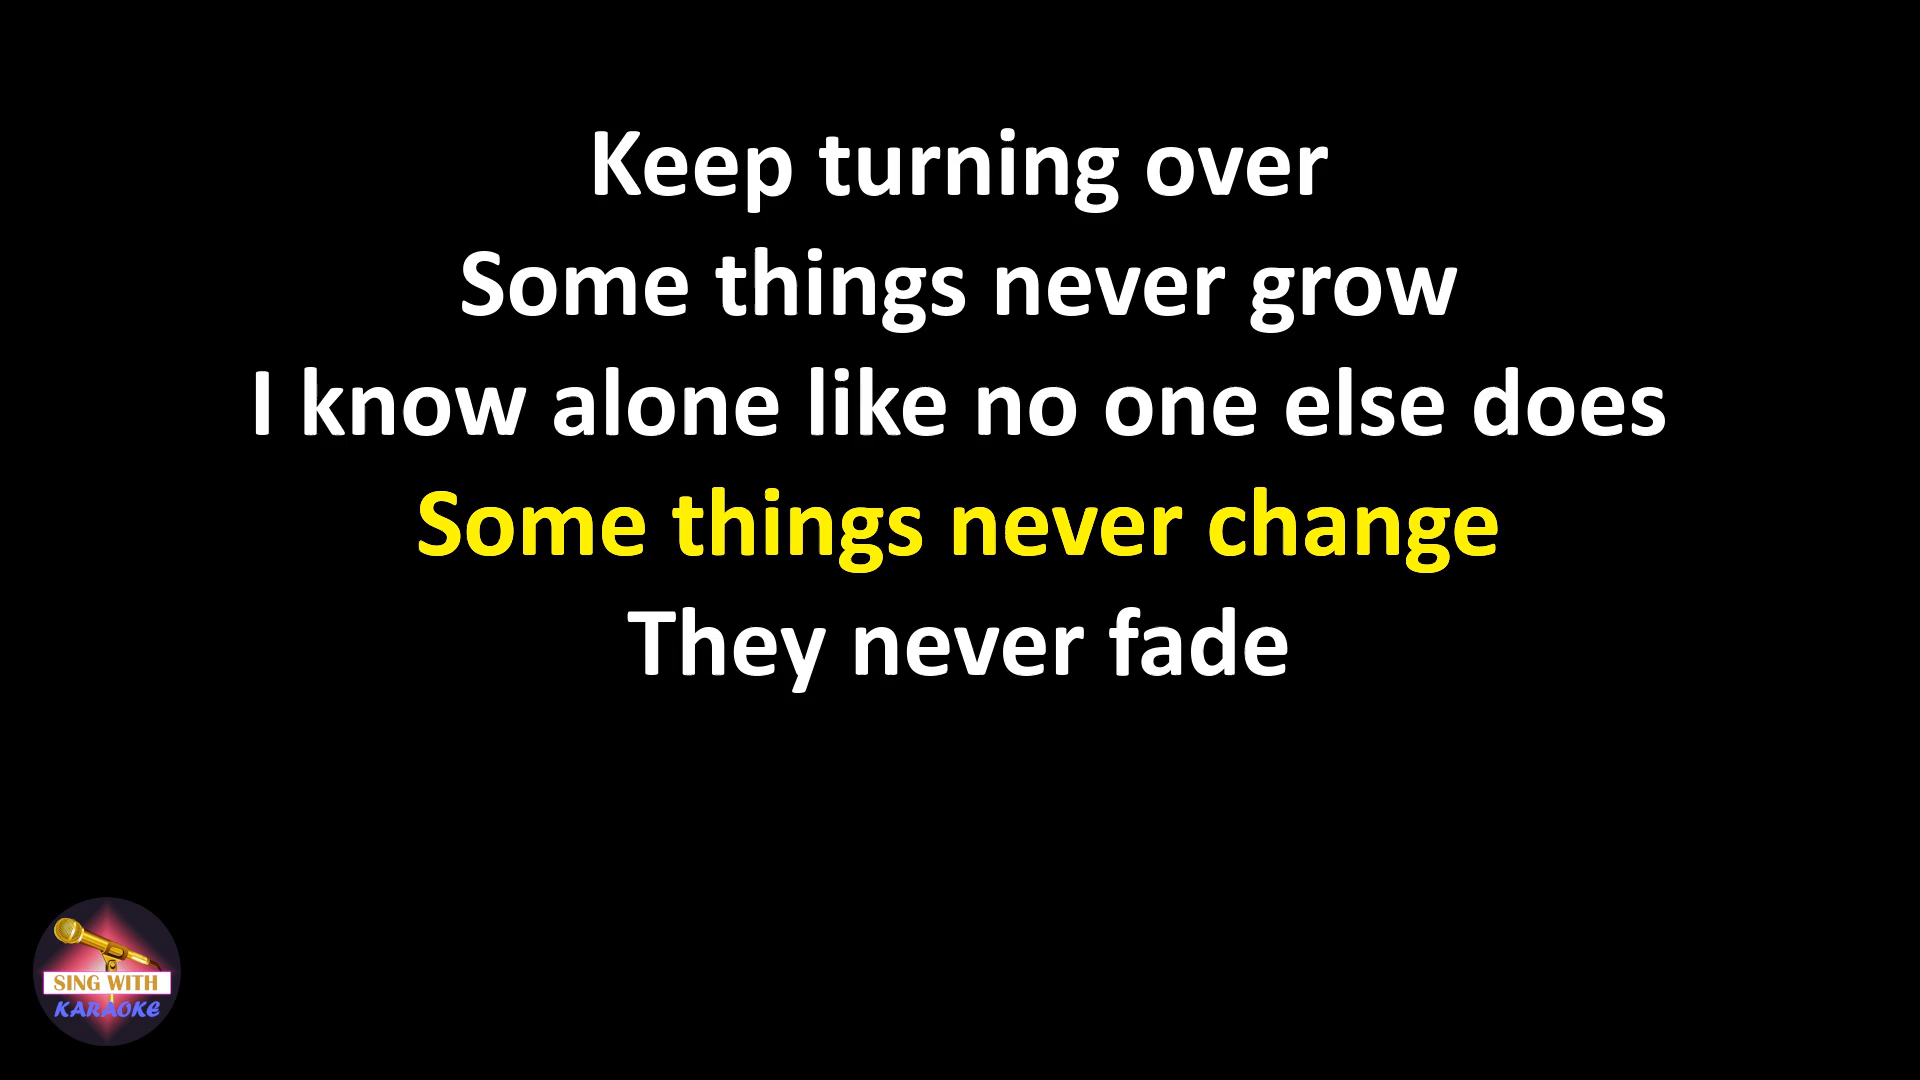 Keep turning over
Some things never grow
I know alone like no one else does
Some things never change
They never fade
SING WITH
KARAOKE